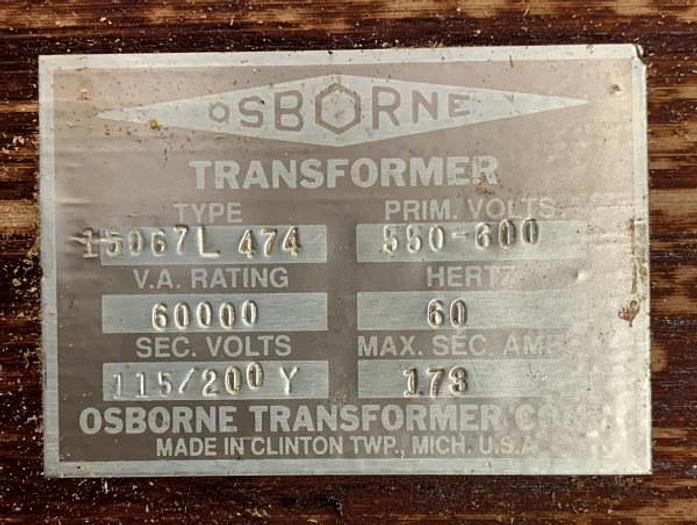 OSBORNE
TRANSFORMER
TYPE PRIM. VOLTS.
15067L 474 550-600
V.A. RATING HERTZ
60000 60
SEC. VOLTS MAX. SEC. AMP
115/200 Y 173
OSBORNE TRANSFORMER CO
MADE IN CLINTON TWP., MICH. U.S.A.